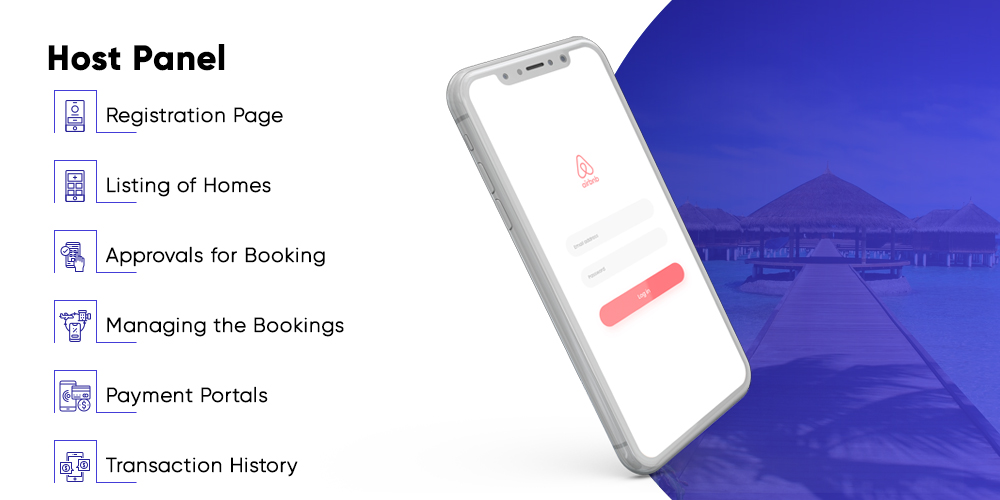 Host Panel
Registration Page
Listing of Homes
Approvals for Booking
Managing the Bookings
Payment Portals
Transaction History
airbnb
Email address
Password
Log In